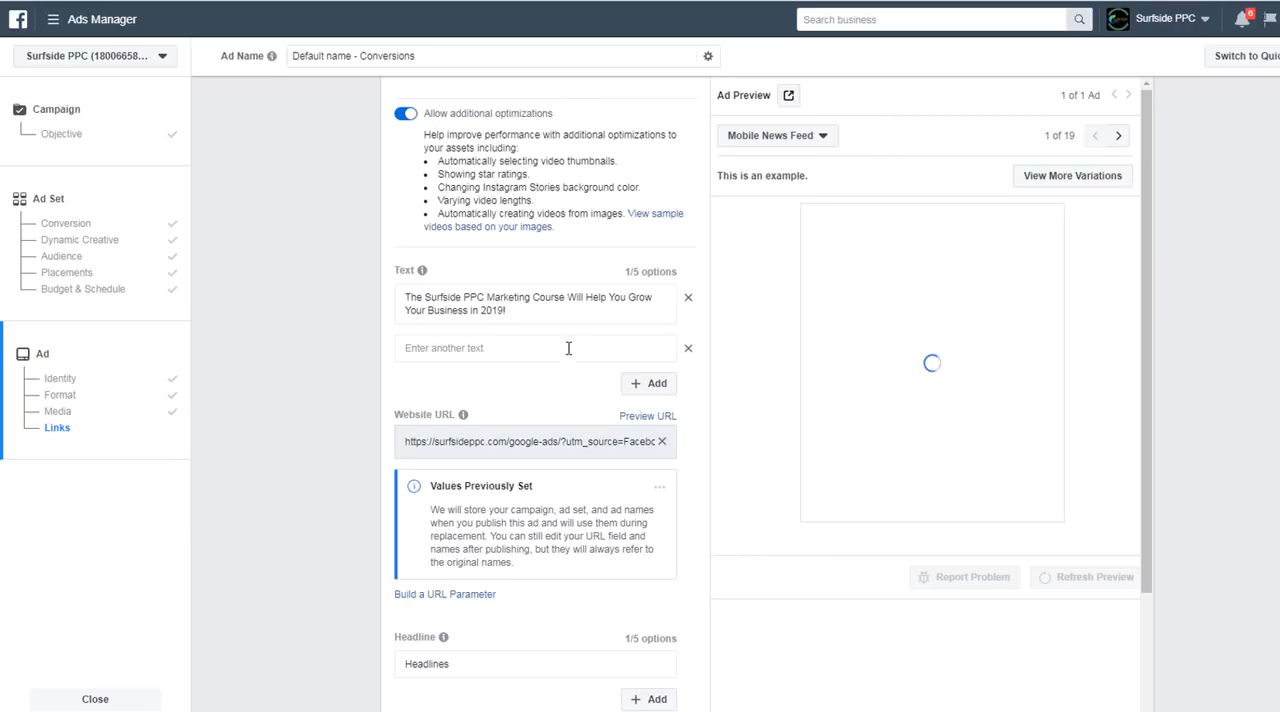 Ads Manager
Search business
Surfside PPC
6
Surfside PPC (18006658...
Ad Name
Default name - Conversions
Switch to Quic
Campaign
Objective
Ad Set
Conversion
Dynamic Creative
Audience
Placements
Budget & Schedule
Ad
Identity
Format
Media
Links
Close
Allow additional optimizations
Help improve performance with additional optimizations to
your assets including:
• Automatically selecting video thumbnails.
• Showing star ratings.
• Changing Instagram Stories background color.
• Varying video lengths.
• Automatically creating videos from images. View sample
videos based on your images.
Text
1/5 options
The Surfside PPC Marketing Course Will Help You Grow
Your Business in 2019!
Enter another text
+ Add
Website URL
Preview URL
https://surfsideppc.com/google-ads/?utm_source=Facebc
Values Previously Set
We will store your campaign, ad set, and ad names
when you publish this ad and will use them during
replacement. You can still edit your URL field and
names after publishing, but they will always refer to
the original names.
Build a URL Parameter
Headline
1/5 options
Headlines
+ Add
Ad Preview
1 of 1 Ad
Mobile News Feed
1 of 19
This is an example.
View More Variations
Report Problem
Refresh Preview